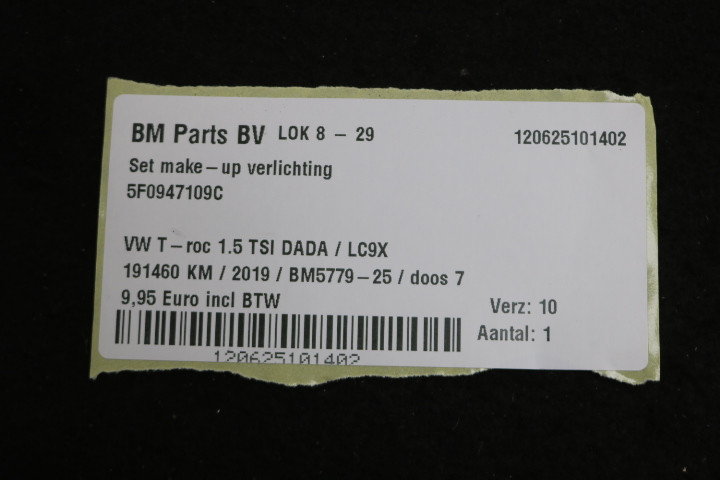 BM Parts BV LOK 8 - 29 120625101402
Set make-up verlichting
5F0947109C
VW T-roc 1.5 TSI DADA / LC9X
191460 KM / 2019 / BM5779-25 / doos 7
9,95 Euro incl BTW
Verz: 10
Aantal: 1
120625101402